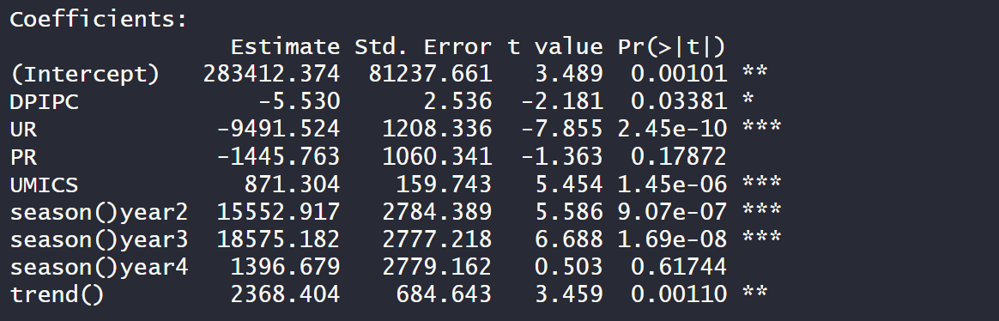 Coefficients:
Estimate Std. Error t value Pr(>|t|)
(Intercept) 283412.374 81237.661 3.489 0.00101 **
DPIPC -5.530 2.536 -2.181 0.03381 *
UR -9491.524 1208.336 -7.855 2.45e-10 ***
PR -1445.763 1060.341 -1.363 0.17872
UMICS 871.304 159.743 5.454 1.45e-06 ***
season()year2 15552.917 2784.389 5.586 9.07e-07 ***
season()year3 18575.182 2777.218 6.688 1.69e-08 ***
season()year4 1396.679 2779.162 0.503 0.61744
trend() 2368.404 684.643 3.459 0.00110 **